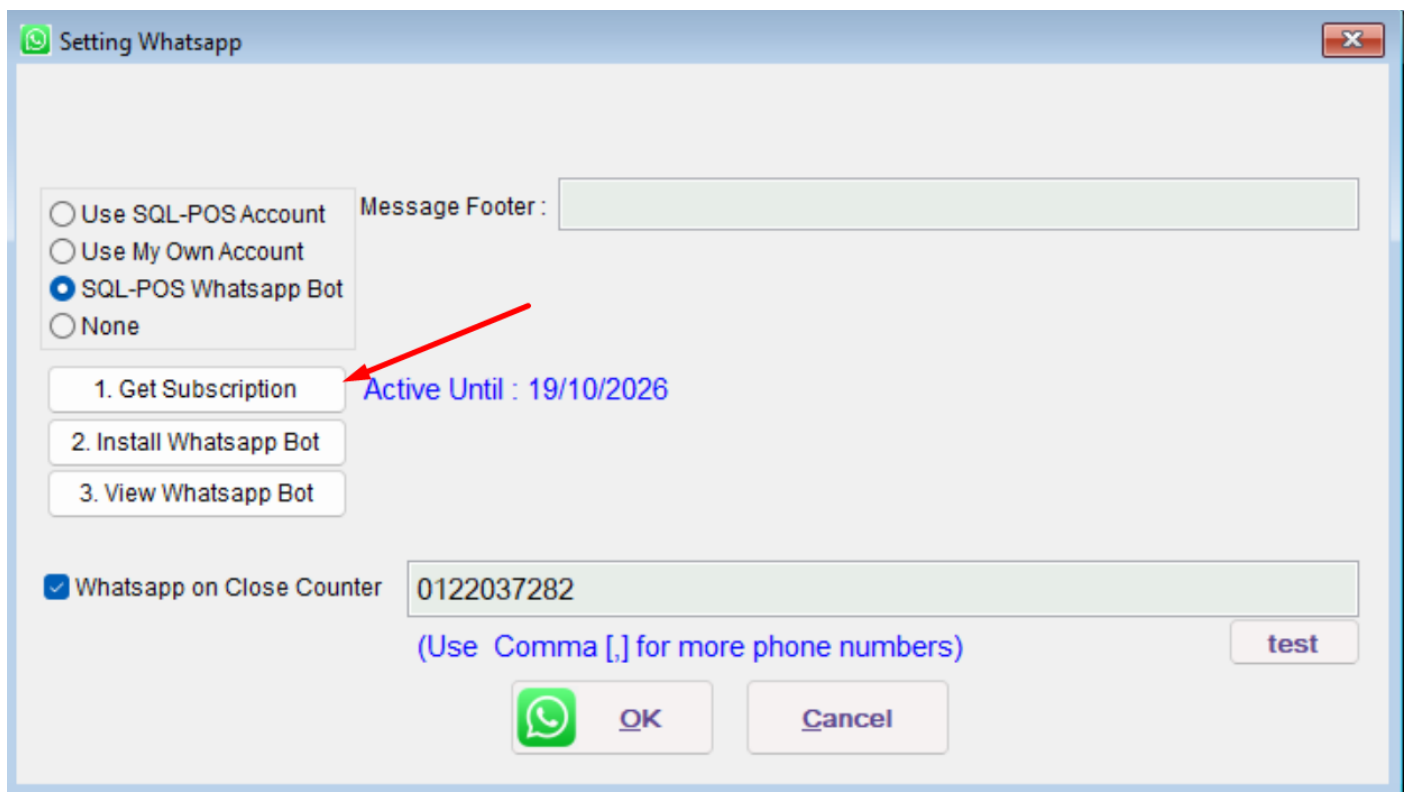 Setting Whatsapp
Use SQL-POS Account
Message Footer :
Use My Own Account
SQL-POS Whatsapp Bot
None
1. Get Subscription
Active Until : 19/10/2026
2. Install Whatsapp Bot
3. View Whatsapp Bot
Whatsapp on Close Counter
0122037282
(Use Comma [,] for more phone numbers)
test
OK
Cancel